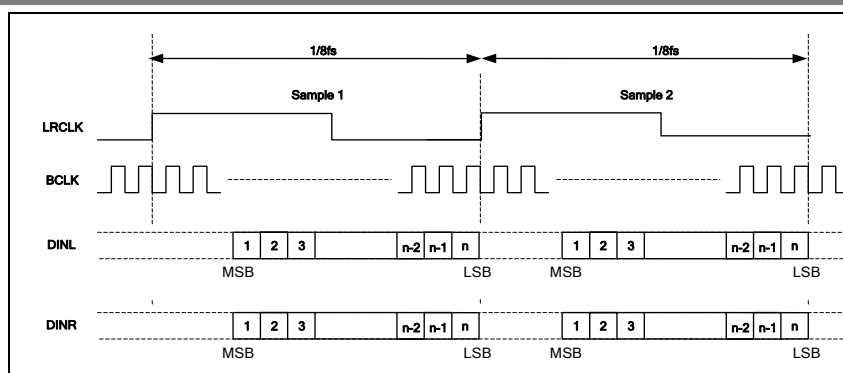 1/8fs 1/8fs
Sample 1 Sample 2
LRCLK
BCLK
DINL 1 2 3 n-2 n-1 n 1 2 3 n-2 n-1 n
MSB LSB MSB LSB
DINR 1 2 3 n-2 n-1 n 1 2 3 n-2 n-1 n
MSB LSB MSB LSB